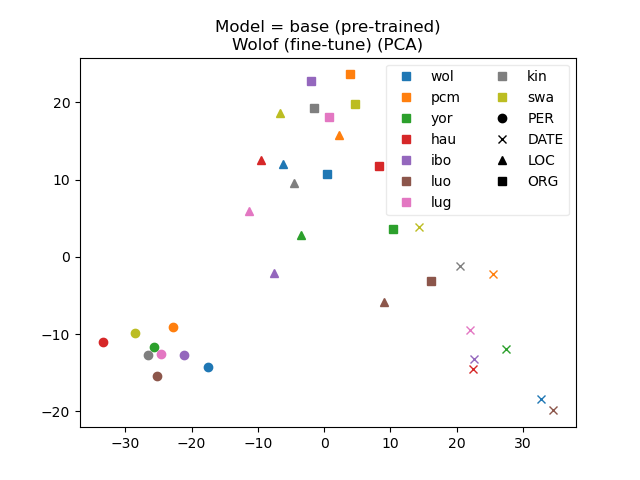 Model = base (pre-trained)
Wolof (fine-tune) (PCA)
wol
pcm
yor
hau
ibo
luo
lug
kin
swa
PER
DATE
LOC
ORG
20
10
0
−10
−20
−30
−20
−10
0
10
20
30